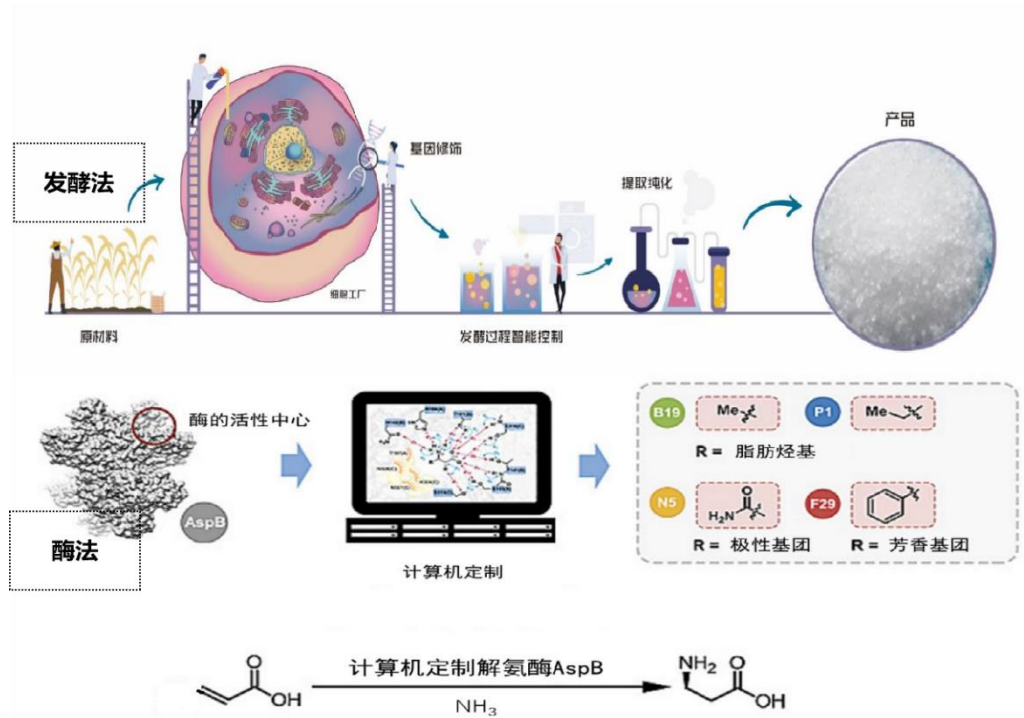 产品
基因修饰
发酵法
提取纯化
细胞工厂
原材料
发酵过程智能控制
酶的活性中心
B19
Me
P1
Me
R = 脂肪烃基
AspB
N5
O
H₂N
F29
酶法
R = 极性基团
R = 芳香基团
计算机定制
计算机定制解氨酶AspB
O
OH
NH₃
NH₂
O
OH